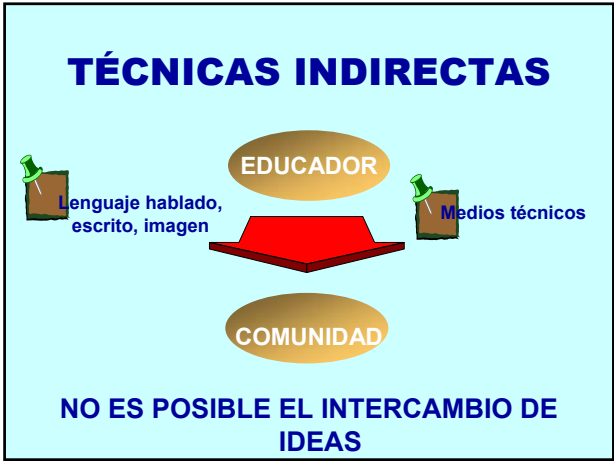 TÉCNICAS INDIRECTAS
EDUCADOR
Lenguaje hablado,
escrito, imagen
Medios técnicos
COMUNIDAD
NO ES POSIBLE EL INTERCAMBIO DE
IDEAS